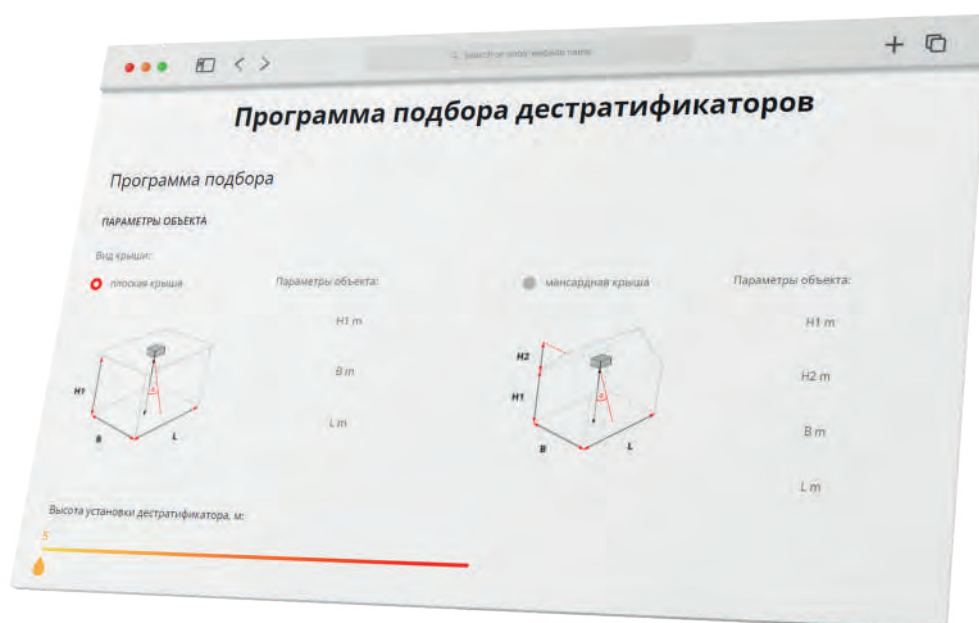 Программа подбора дестратификаторов
Программа подбора
ПАРАМЕТРЫ ОБЪЕКТА
Вид крыши:
плоская крыша
Параметры объекта:
H1 m
B m
L m
H1
B
L
мансардная крыша
Параметры объекта:
H1 m
H2 m
B m
L m
H2
H1
B
L
Высота установки дестратификатора, м:
5